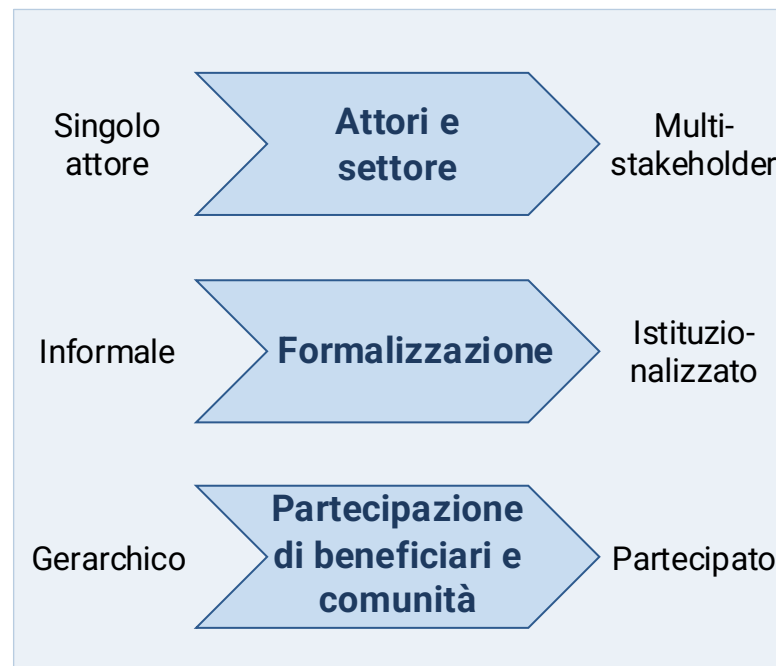 Singolo
attore
Attori e
settore
Multi-
stakeholder
Informale
Formalizzazione
Istituzio-
nalizzato
Gerarchico
Partecipazione
di beneficiari e
comunità
Partecipato